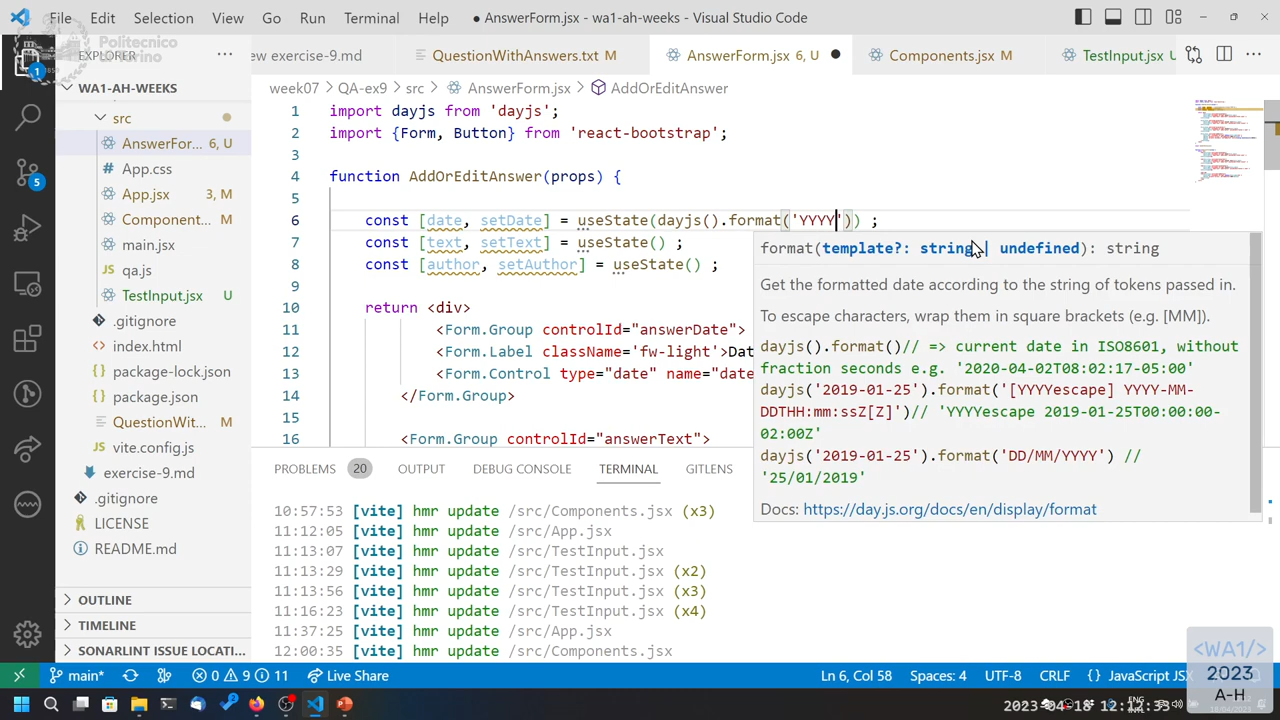 File Edit Selection View Go Run Terminal Help
● AnswerForm.jsx - wa1-ah-weeks - Visual Studio Code
Politecnico
EXPLORER ···
ew exercise-9.md
QuestionWithAnswers.txt M
AnswerForm.jsx 6, U ●
Components.jsx M
TestInput.jsx U
WA1-AH-WEEKS
week07 > QA-ex9 > src > AnswerForm.jsx > AddOrEditAnswer
src
AnswerFor... 6, U
App.css
App.jsx 3, M
Component... M
main.jsx
qa.js
TestInput.jsx U
.gitignore
index.html
package-lock.json
package.json
QuestionWit... M
vite.config.js
exercise-9.md
.gitignore
LICENSE
README.md
OUTLINE
TIMELINE
SONARLINT ISSUE LOCATI...
1 import dayjs from 'dayjs';
2 import {Form, Button} from 'react-bootstrap';
3
4 function AddOrEditAnswer(props) {
5
6 const [date, setDate] = useState(dayjs().format('YYYY')) ;
7 const [text, setText] = useState() ;
8 const [author, setAuthor] = useState() ;
9
10 return <div>
11 <Form.Group controlId="answerDate">
12 <Form.Label className='fw-light'>Dat
13 <Form.Control type="date" name="date
14 </Form.Group>
15
16 <Form.Group controlId="answerText">
format(template?: string | undefined): string
Get the formatted date according to the string of tokens passed in.
To escape characters, wrap them in square brackets (e.g. [MM]).
dayjs().format()// => current date in ISO8601, without
fraction seconds e.g. '2020-04-02T08:02:17-05:00'
dayjs('2019-01-25').format('[YYYYescape] YYYY-MM-
DDTHH:mm:ssZ[Z]')// 'YYYYescape 2019-01-25T00:00:00-
02:00Z'
dayjs('2019-01-25').format('DD/MM/YYYY') //
'25/01/2019'
Docs: https://day.js.org/docs/en/display/format
PROBLEMS 20 OUTPUT DEBUG CONSOLE TERMINAL GITLENS
10:57:53 [vite] hmr update /src/Components.jsx (x3)
11:12:05 [vite] hmr update /src/App.jsx
11:13:07 [vite] hmr update /src/TestInput.jsx
11:13:29 [vite] hmr update /src/TestInput.jsx (x2)
11:13:56 [vite] hmr update /src/TestInput.jsx (x3)
11:16:23 [vite] hmr update /src/TestInput.jsx (x4)
11:37:25 [vite] hmr update /src/App.jsx
12:00:35 [vite] hmr update /src/Components.jsx
1
5
<WA1/>
2023
A-H
main* 0 9 11 Live Share
Ln 6, Col 58 Spaces: 4 UTF-8 CRLF JavaScript JSX
ENG